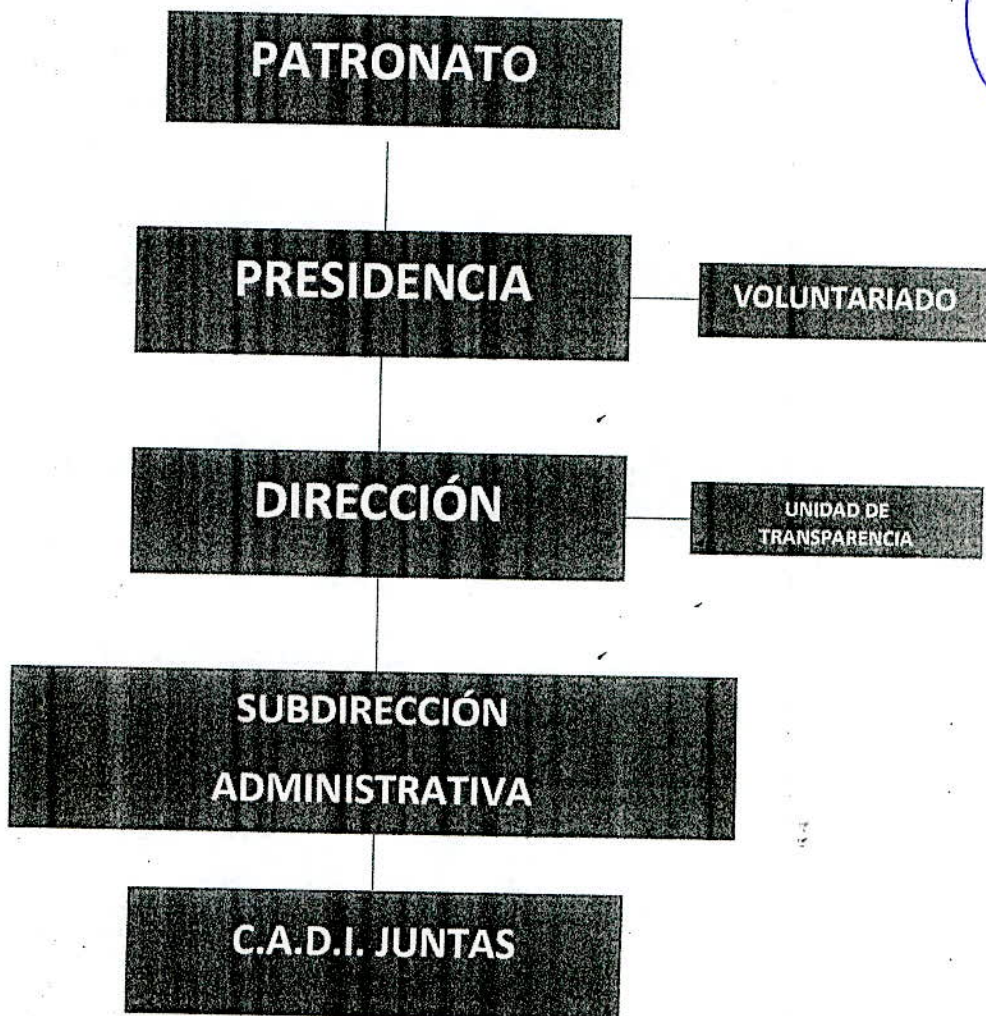 PATRONATO
PRESIDENCIA
VOLUNTARIADO
DIRECCIÓN
UNIDAD DE
TRANSPARENCIA
SUBDIRECCIÓN
ADMINISTRATIVA
C.A.D.I. JUNTAS